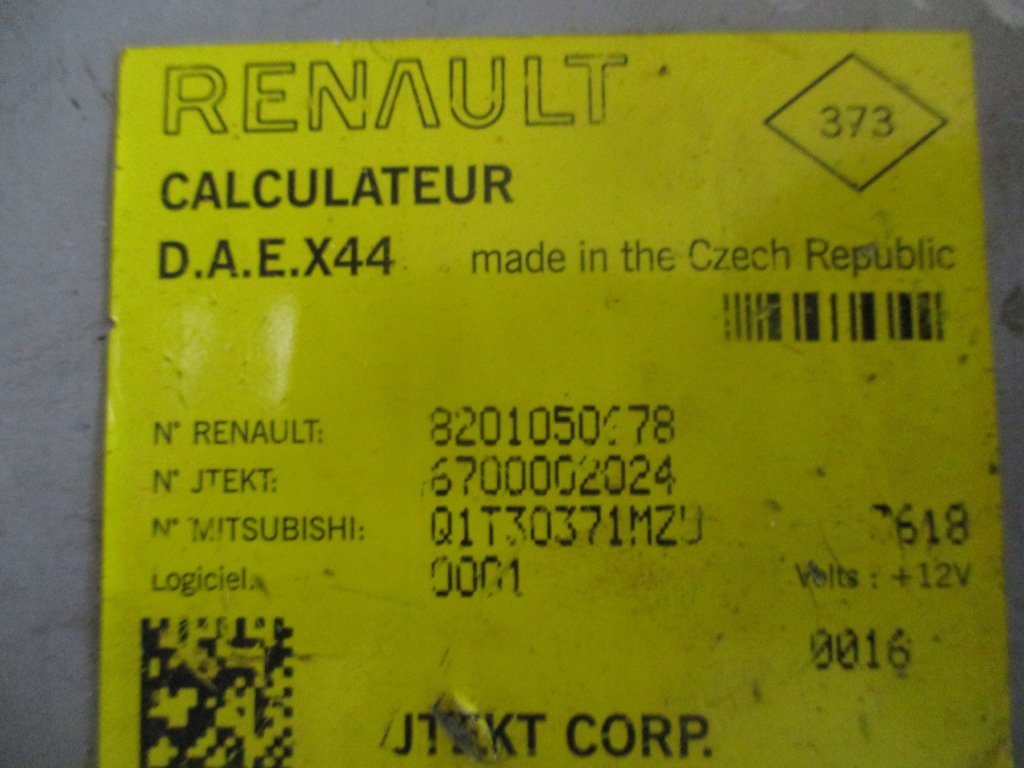 RENAULT
373
CALCULATEUR
D.A.E.X44 made in the Czech Republic
N° RENAULT:
N° JTEKT: 6700002024
N° MITSUBISHI:
Logiciel. 0001 Volts : +12V
0016
JTEKT CORP.